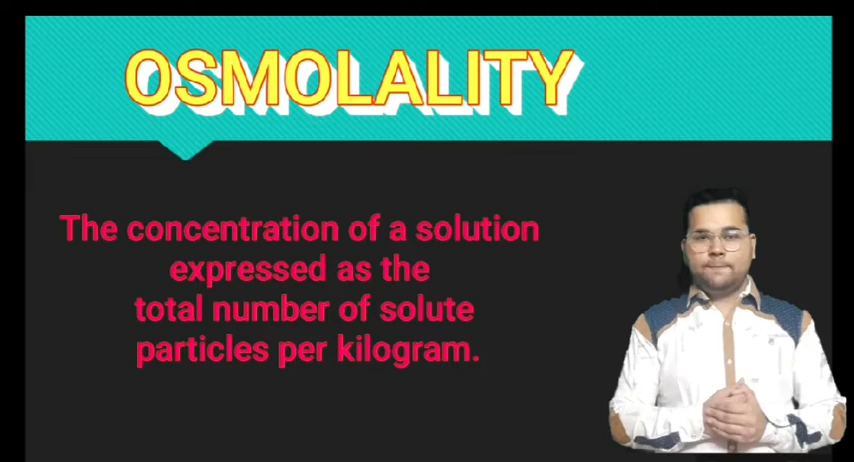 OSMOLALITY
The concentration of a solution
expressed as the
total number of solute
particles per kilogram.